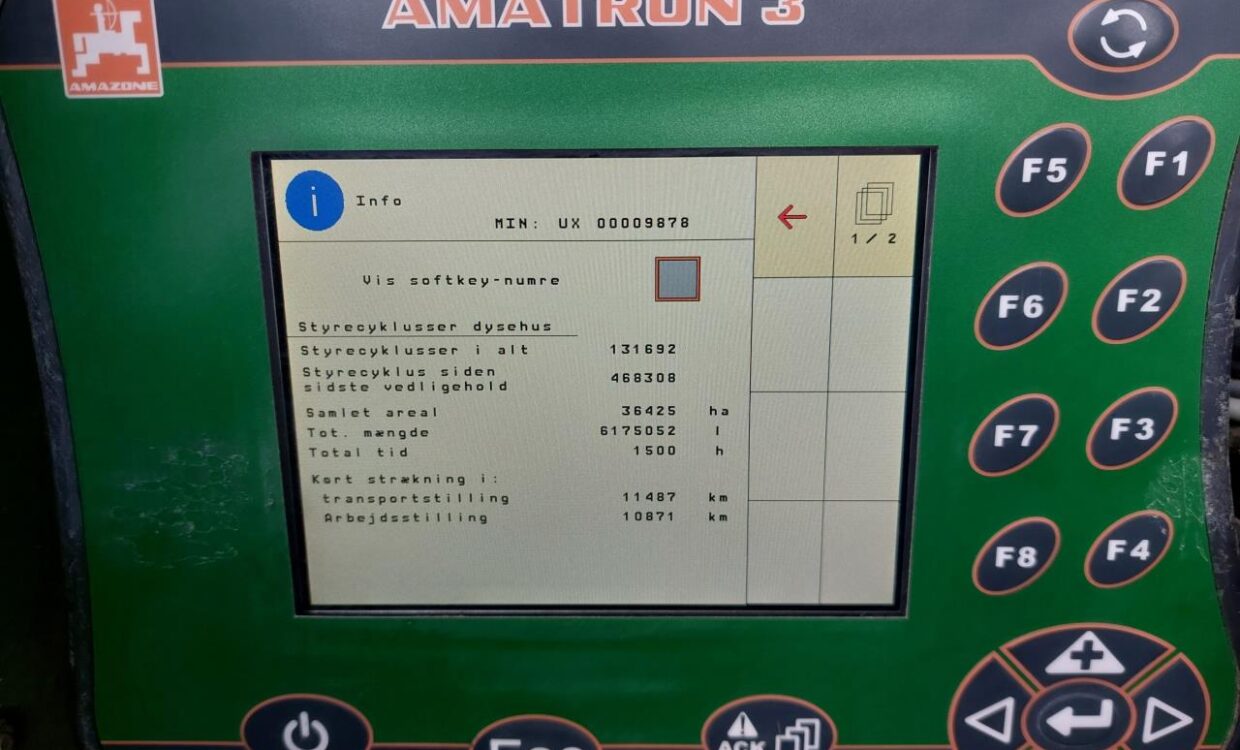 AMATRON 3
AMAZONE
Info
MIN: UX 00009878
1 / 2
Vis softkey-numre
Styrecyklusser dysehus
Styrecyklusser i alt 131692
Styrecyklus siden
sidste vedligehold 468308
Samlet areal 36425 ha
Tot. mængde 6175052 l
Total tid 1500 h
Kørt strækning i:
transportstilling 11487 km
Arbejdsstilling 10871 km
F5 F1
F6 F2
F7 F3
F8 F4
Esc
ACK